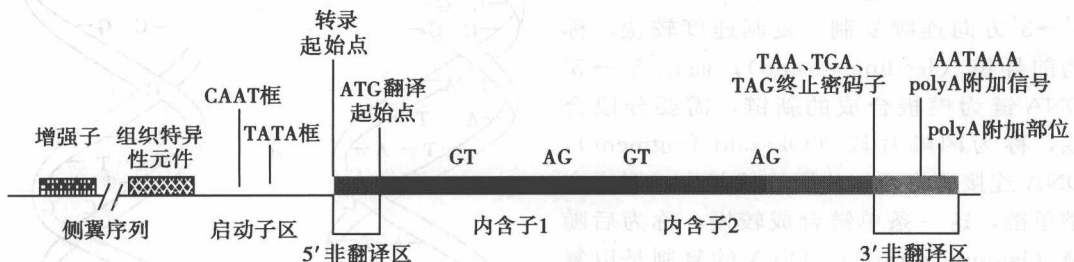 转录
起始点
TAA、TGA、
TAG终止密码子
AATAAA
polyA附加信号
ATG翻译
起始点
CAAT框
TATA框
polyA附加部位
增强子
组织特异
性元件
GT
AG
GT
AG
侧翼序列
启动子区
5′非翻译区
内含子1
内含子2
3′非翻译区